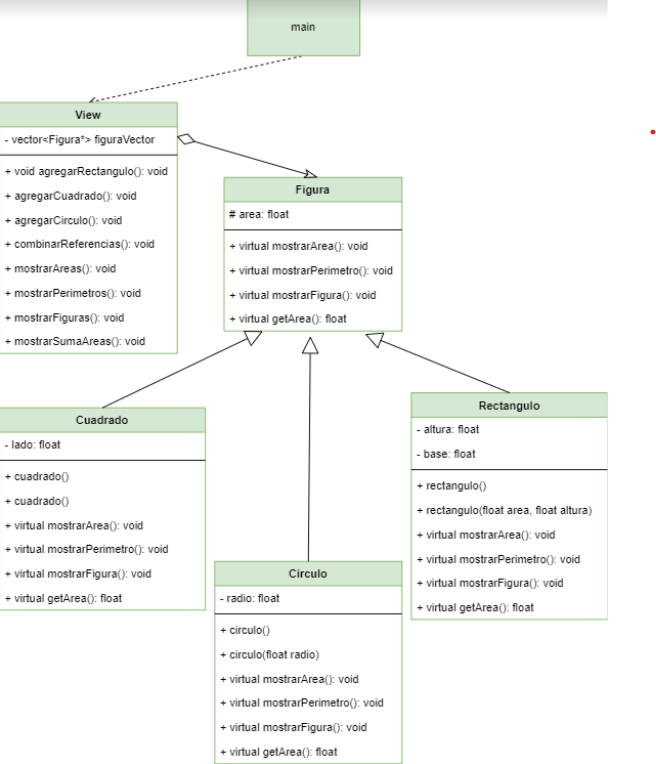 main
View
- vector<Figura*> figuraVector
+ void agregarRectangulo(): void
+ agregarCuadrado(): void
+ agregarCirculo(): void
+ combinarReferencias(): void
+ mostrarAreas(): void
+ mostrarPerimetros(): void
+ mostrarFiguras(): void
+ mostrarSumaAreas(): void
Figura
# area: float
+ virtual mostrarArea(): void
+ virtual mostrarPerimetro(): void
+ virtual mostrarFigura(): void
+ virtual getArea(): float
Cuadrado
- lado: float
+ cuadrado()
+ cuadrado()
+ virtual mostrarArea(): void
+ virtual mostrarPerimetro(): void
+ virtual mostrarFigura(): void
+ virtual getArea(): float
Circulo
- radio: float
+ circulo()
+ circulo(float radio)
+ virtual mostrarArea(): void
+ virtual mostrarPerimetro(): void
+ virtual mostrarFigura(): void
+ virtual getArea(): float
Rectangulo
- altura: float
- base: float
+ rectangulo()
+ rectangulo(float area, float altura)
+ virtual mostrarArea(): void
+ virtual mostrarPerimetro(): void
+ virtual mostrarFigura(): void
+ virtual getArea(): float